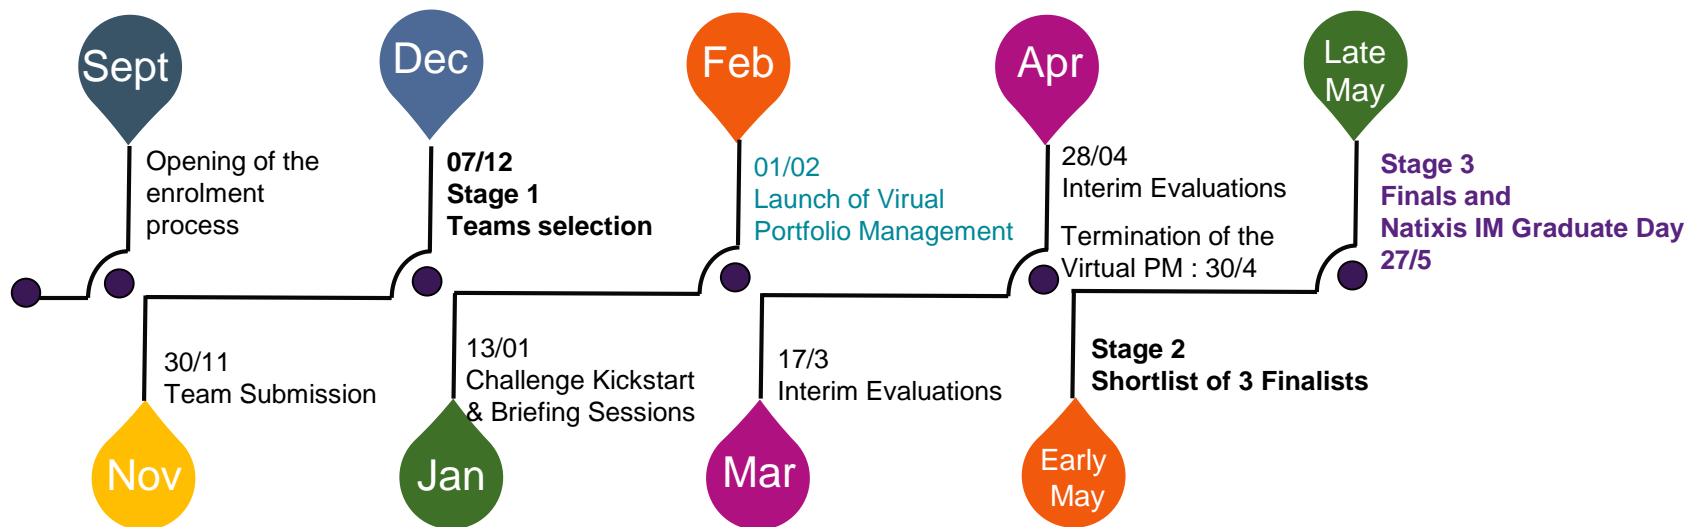 Sept
Opening of the
enrolment
process
30/11
Team Submission
Nov
Dec
07/12
Stage 1
Teams selection
13/01
Challenge Kickstart
& Briefing Sessions
Jan
Feb
01/02
Launch of Virual
Portfolio Management
17/3
Interim Evaluations
Mar
Apr
28/04
Interim Evaluations
Termination of the
Virtual PM : 30/4
Stage 2
Shortlist of 3 Finalists
Early
May
Late
May
Stage 3
Finals and
Natixis IM Graduate Day
27/5